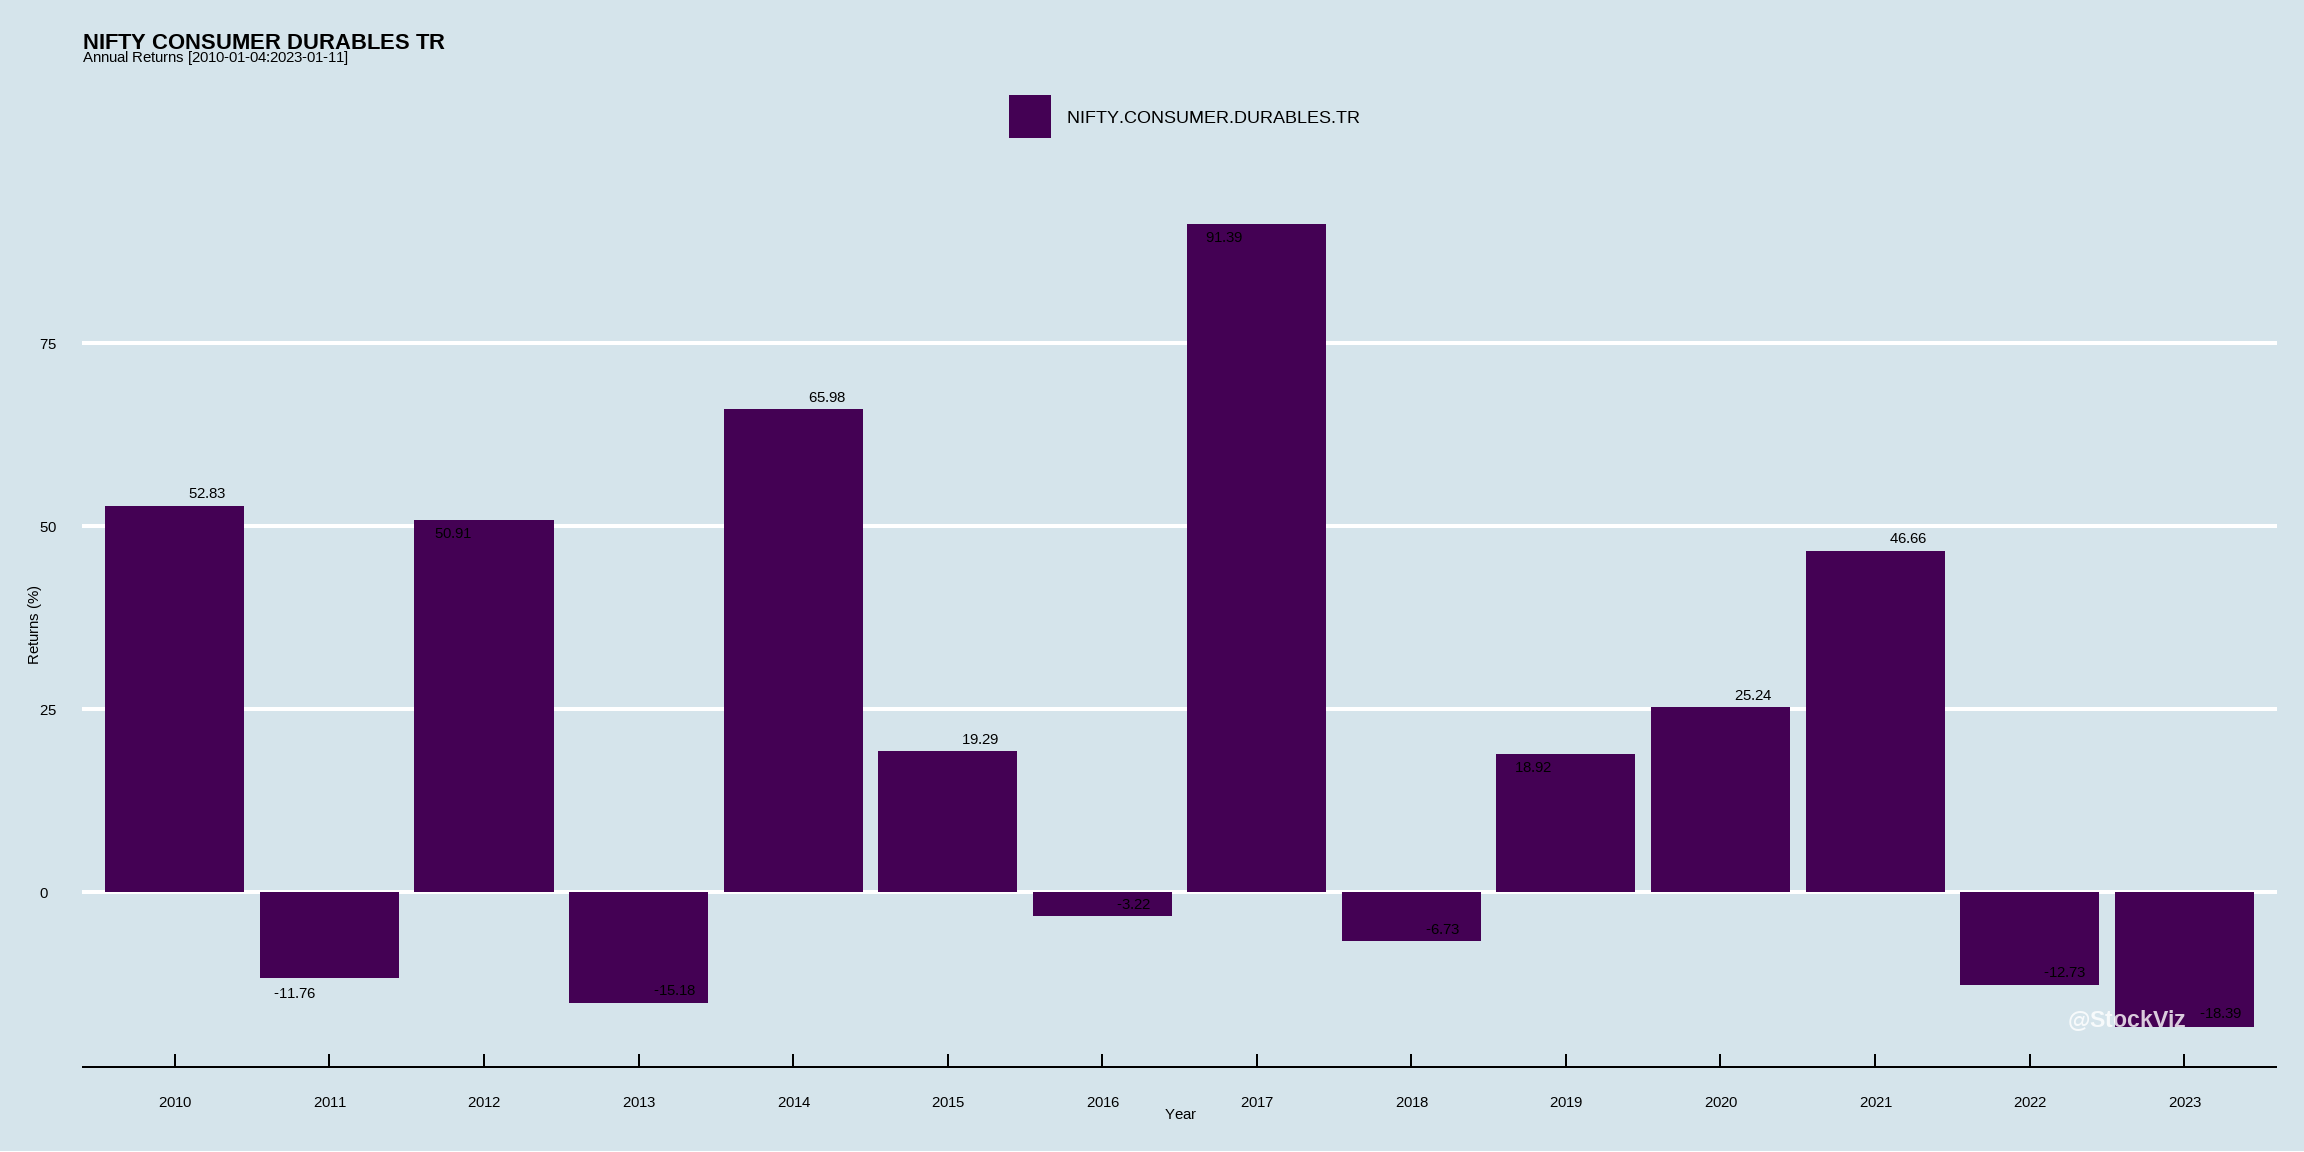 NIFTY CONSUMER DURABLES TR
Annual Returns [2010-01-04:2023-01-11]
NIFTY.CONSUMER.DURABLES.TR
91.39
75
65.98
52.83
50
50.91
46.66
Returns (%)
25
25.24
19.29
18.92
0
-3.22
-6.73
-12.73
-11.76
-15.18
-18.39
@StockViz
2010 2011 2012 2013 2014 2015 2016 2017 2018 2019 2020 2021 2022 2023
Year